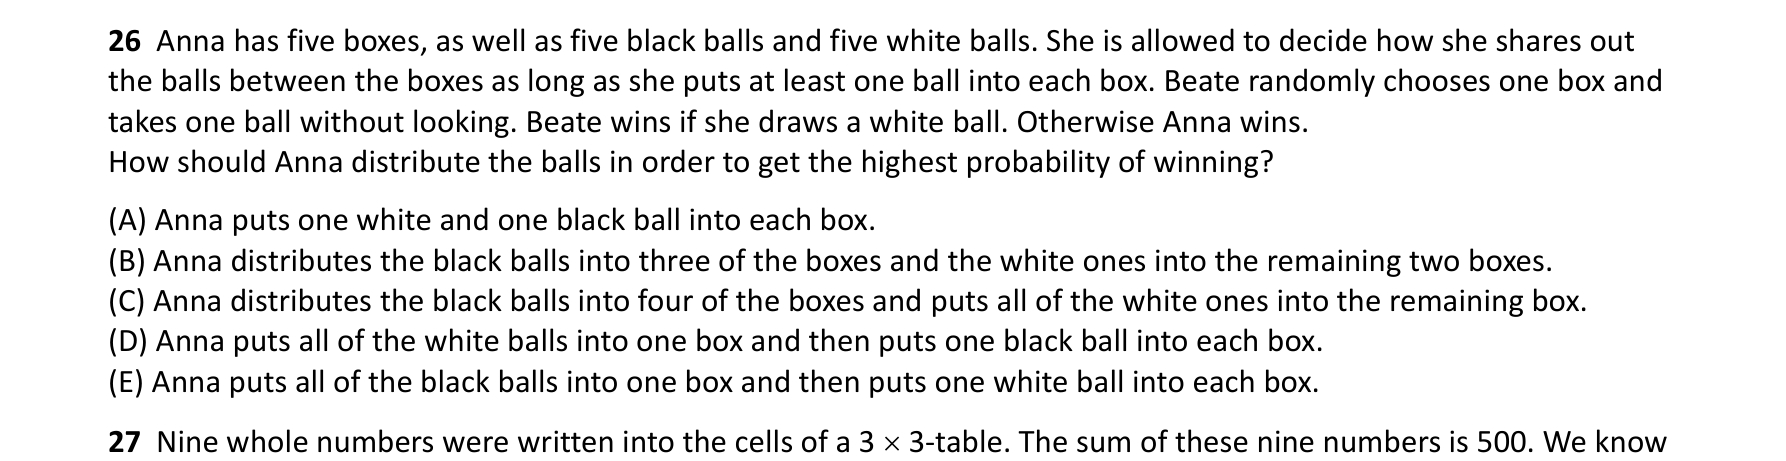 26 Anna has five boxes, as well as five black balls and five white balls. She is allowed to decide how she shares out
the balls between the boxes as long as she puts at least one ball into each box. Beate randomly chooses one box and
takes one ball without looking. Beate wins if she draws a white ball. Otherwise Anna wins.
How should Anna distribute the balls in order to get the highest probability of winning?
(A) Anna puts one white and one black ball into each box.
(B) Anna distributes the black balls into three of the boxes and the white ones into the remaining two boxes.
(C) Anna distributes the black balls into four of the boxes and puts all of the white ones into the remaining box.
(D) Anna puts all of the white balls into one box and then puts one black ball into each box.
(E) Anna puts all of the black balls into one box and then puts one white ball into each box.
27 Nine whole numbers were written into the cells of a 3 × 3-table. The sum of these nine numbers is 500. We know